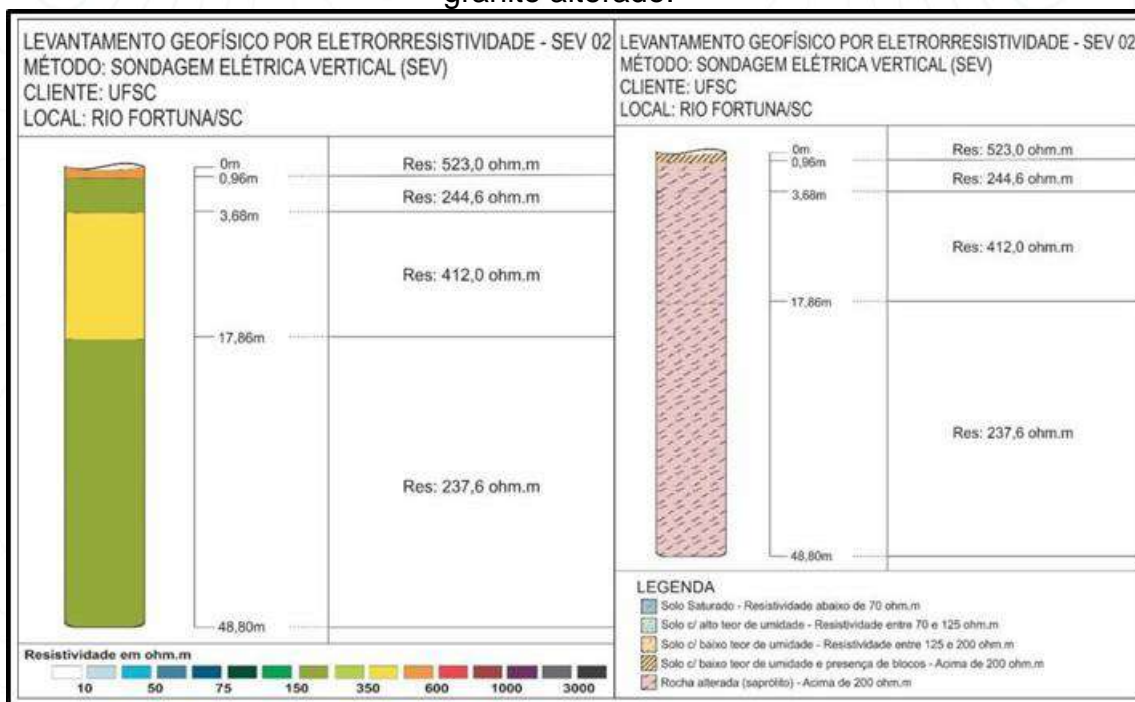 granito alterado.
LEVANTAMENTO GEOFÍSICO POR ELETRORRESISTIVIDADE - SEV 02
MÉTODO: SONDAGEM ELÉTRICA VERTICAL (SEV)
CLIENTE: UFSC
LOCAL: RIO FORTUNA/SC
0m
0,96m
3,68m
17,86m
48,80m
Res: 523,0 ohm.m
Res: 244,6 ohm.m
Res: 412,0 ohm.m
Res: 237,6 ohm.m
Resistividade em ohm.m
10 50 75 150 350 600 1000 3000
LEVANTAMENTO GEOFÍSICO POR ELETRORRESISTIVIDADE - SEV 02
MÉTODO: SONDAGEM ELÉTRICA VERTICAL (SEV)
CLIENTE: UFSC
LOCAL: RIO FORTUNA/SC
0m
0,96m
3,68m
17,86m
48,80m
Res: 523,0 ohm.m
Res: 244,6 ohm.m
Res: 412,0 ohm.m
Res: 237,6 ohm.m
LEGENDA
Solo Saturado - Resistividade abaixo de 70 ohm.m
Solo c/ alto teor de umidade - Resistividade entre 70 e 125 ohm.m
Solo c/ baixo teor de umidade - Resistividade entre 125 e 200 ohm.m
Solo c/ baixo teor de umidade e presença de blocos - Acima de 200 ohm.m
Rocha alterada (saprólito) - Acima de 200 ohm.m